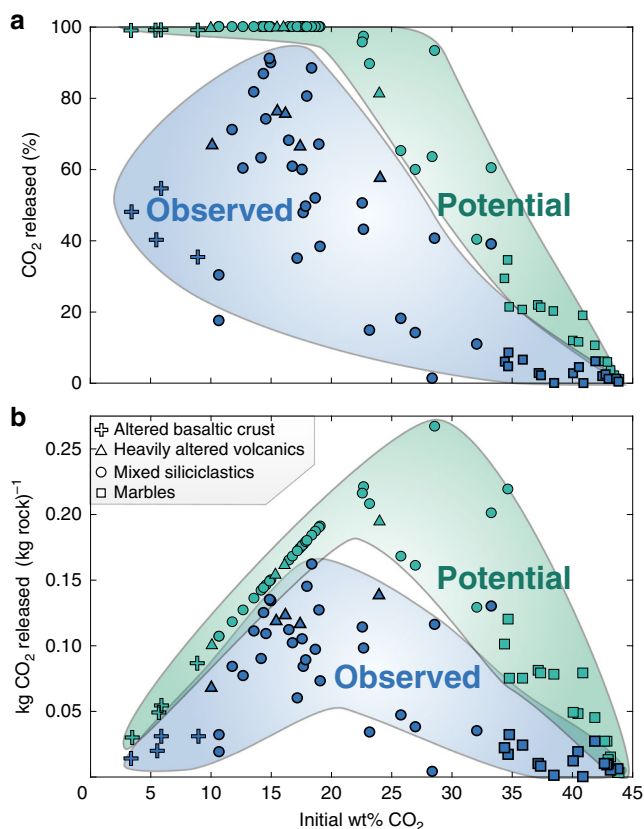 a
100
80
60
40
20
0
CO₂ released (%)
Observed
Potential
b
Altered basaltic crust
Heavily altered volcanics
Mixed siliciclastics
Marbles
0.25
0.20
0.15
0.10
0.05
0
kg CO₂ released (kg rock)⁻¹
Potential
Observed
0 5 10 15 20 25 30 35 40 45
Initial wt% CO₂